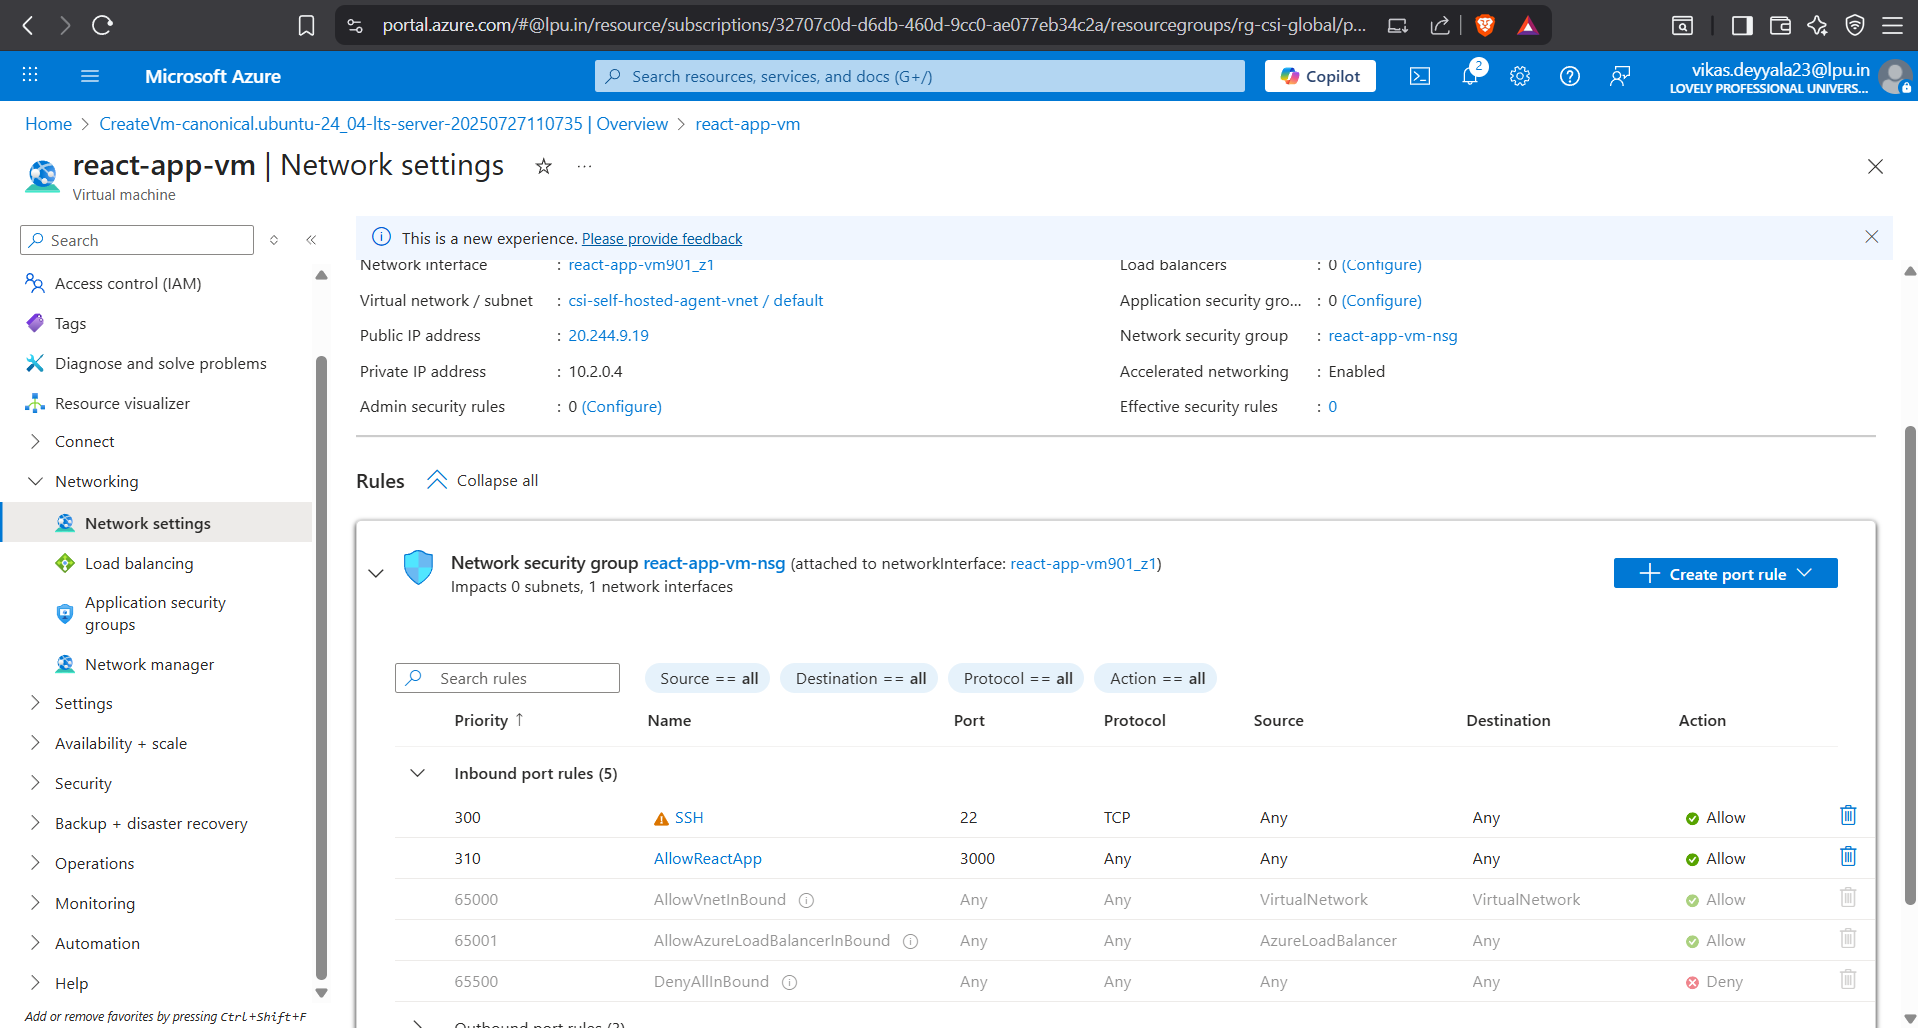 portal.azure.com/#@lpu.in/resource/subscriptions/32707c0d-d6db-460d-9cc0-ae077eb34c2a/resourcegroups/rg-csi-global/p...
Microsoft Azure
Search resources, services, and docs (G+/)
Copilot
2
vikas.deyyala23@lpu.in
LOVELY PROFESSIONAL UNIVERS...
Home > CreateVm-canonical.ubuntu-24_04-lts-server-20250727110735 | Overview > react-app-vm
react-app-vm | Network settings
Virtual machine
Search
Access control (IAM)
Tags
Diagnose and solve problems
Resource visualizer
Connect
Networking
Network settings
Load balancing
Application security
groups
Network manager
Settings
Availability + scale
Security
Backup + disaster recovery
Operations
Monitoring
Automation
Help
Add or remove favorites by pressing Ctrl+Shift+F
This is a new experience. Please provide feedback
Network interface : react-app-vm901_z1
Virtual network / subnet : csi-self-hosted-agent-vnet / default
Public IP address : 20.244.9.19
Private IP address : 10.2.0.4
Admin security rules : 0 (Configure)
Load balancers : 0 (Configure)
Application security gro... : 0 (Configure)
Network security group : react-app-vm-nsg
Accelerated networking : Enabled
Effective security rules : 0
Rules Collapse all
Network security group react-app-vm-nsg (attached to networkInterface: react-app-vm901_z1)
Impacts 0 subnets, 1 network interfaces
Create port rule
Search rules Source == all Destination == all Protocol == all Action == all
Priority ↑ Name Port Protocol Source Destination Action
Inbound port rules (5)
300 SSH 22 TCP Any Any Allow
310 AllowReactApp 3000 Any Any Any Allow
65000 AllowVnetInBound Any Any VirtualNetwork VirtualNetwork Allow
65001 AllowAzureLoadBalancerInBound Any Any AzureLoadBalancer Any Allow
65500 DenyAllInBound Any Any Any Any Deny
Outbound port rules (3)